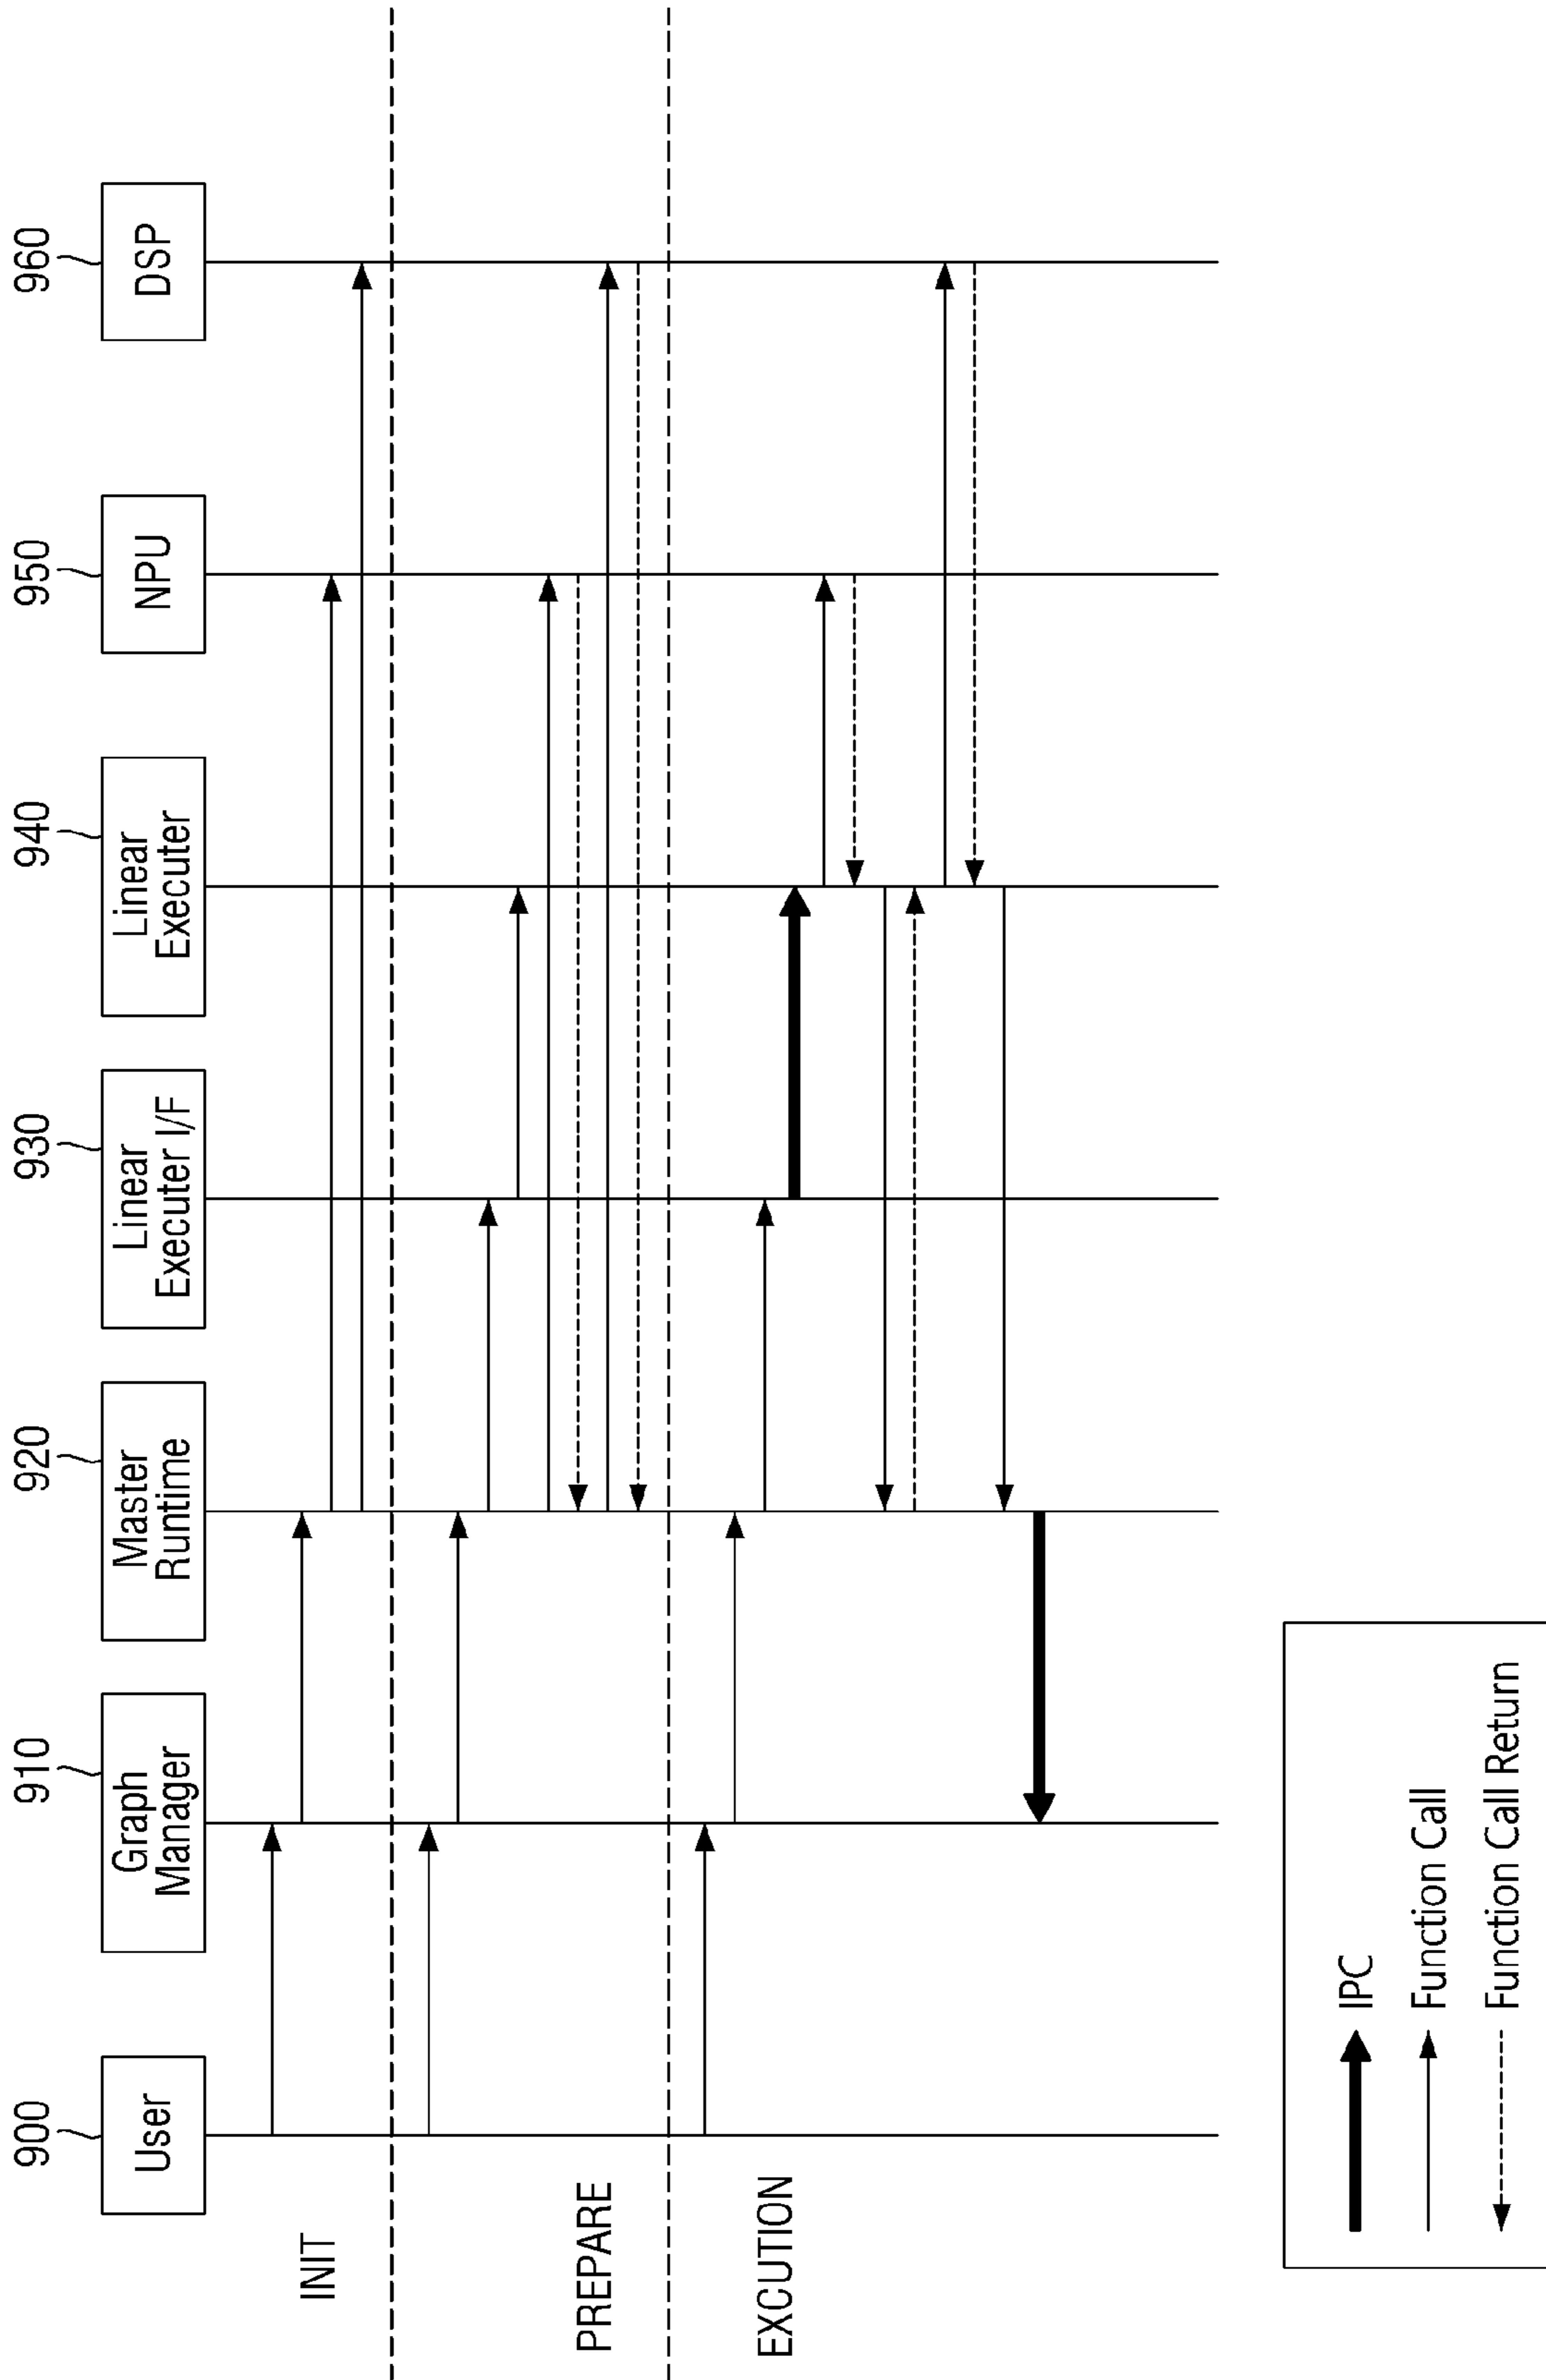 900
910
920
930
940
950
960
User
Graph
Manager
Master
Runtime
Linear
Executer I/F
Linear
Executer
NPU
DSP
INIT
PREPARE
EXCUTION
IPC
Function Call
Function Call Return